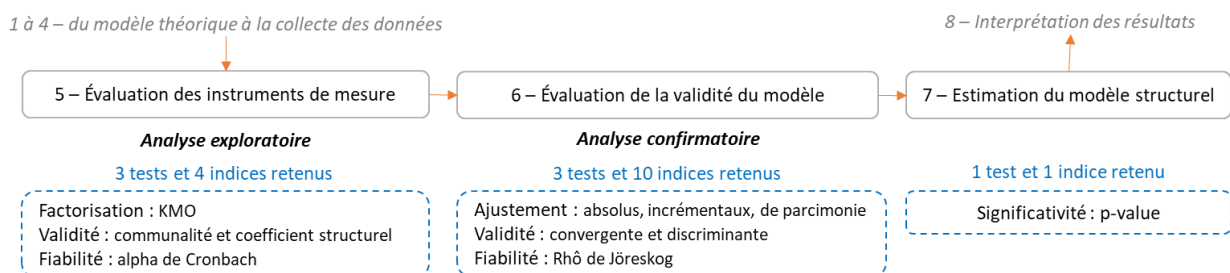 1 à 4 – du modèle théorique à la collecte des données
8 – Interprétation des résultats
5 – Évaluation des instruments de mesure
6 – Évaluation de la validité du modèle
7 – Estimation du modèle structurel
Analyse exploratoire
Analyse confirmatoire
3 tests et 4 indices retenus
3 tests et 10 indices retenus
1 test et 1 indice retenu
Factorisation : KMO
Validité : communalité et coefficient structurel
Fiabilité : alpha de Cronbach
Ajustement : absolus, incrémentaux, de parcimonie
Validité : convergente et discriminante
Fiabilité : Rhô de Jöreskog
Significativité : p-value